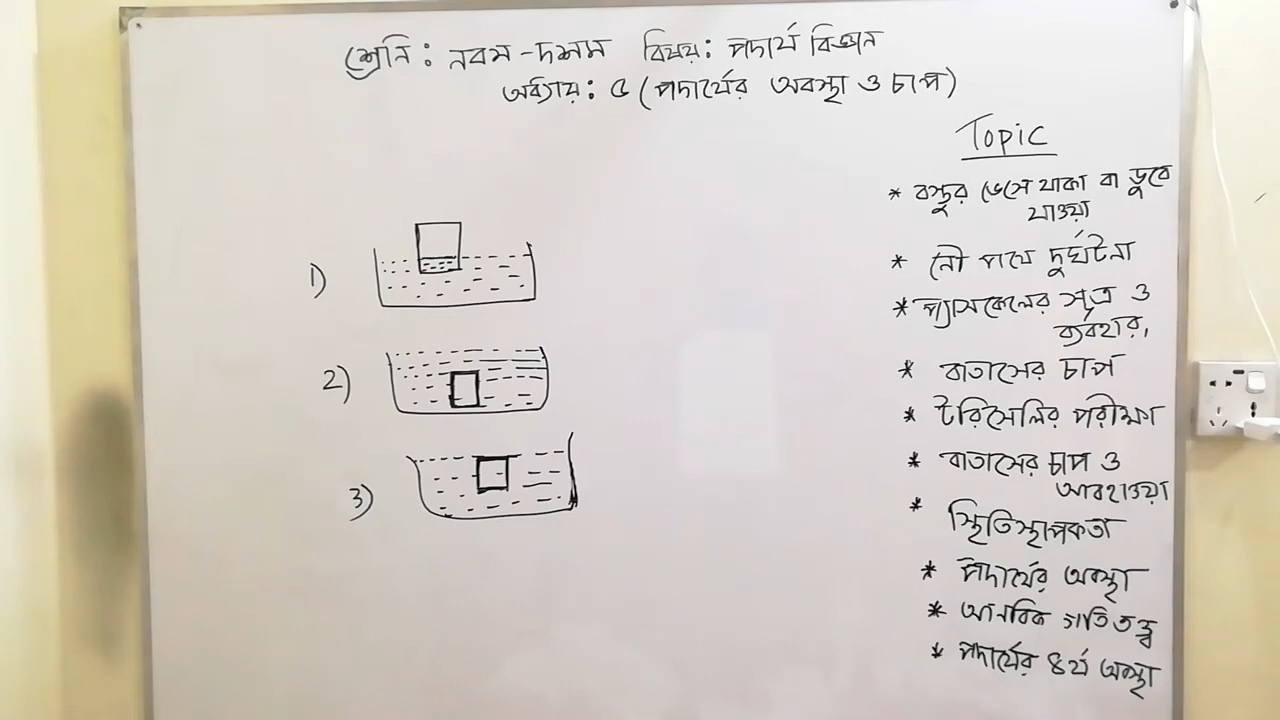 শ্রেনি : নবম - দশম বিষয় : পদার্থ বিজ্ঞান
অধ্যায় : ৫ (পদার্থের অবস্থা ও চাপ)
Topic
* বস্তুর ভেসে থাকা বা ডুবে
যাওয়া
* নৌ পথে দুর্ঘটনা
* প্যাসকেলের সূত্র ও
ব্যবহার,
* বাতাসের চাপ
* টরিসেলির পরীক্ষা
* বাতাসের চাপ ও
আবহাওয়া
* স্থিতিস্থাপকতা
* পদার্থের অবস্থা
* আনবিক গতিতত্ত্ব
* পদার্থের ৪র্থ অবস্থা
1)
2)
3)